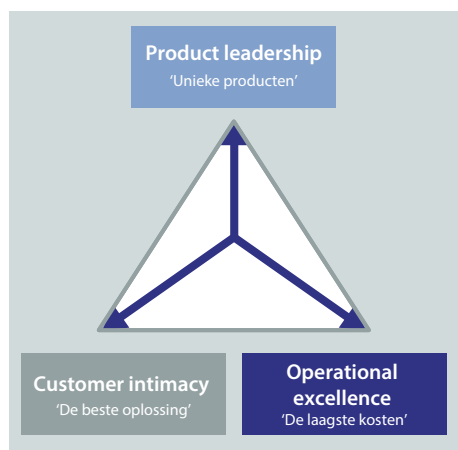 Product leadership
'Unieke producten'
Customer intimacy
'De beste oplossing'
Operational
excellence
'De laagste kosten'